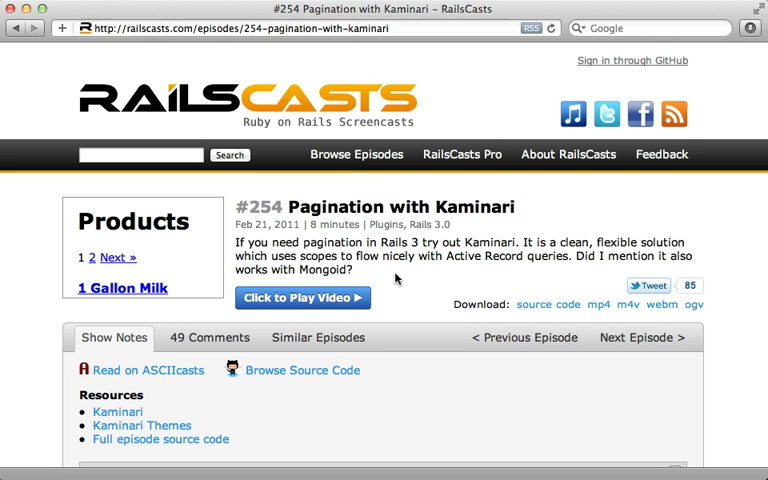 #254 Pagination with Kaminari – RailsCasts
http://railscasts.com/episodes/254-pagination-with-kaminari
RSS
Google
Sign in through GitHub
RAILSCASTS
Ruby on Rails Screencasts
Search
Browse Episodes RailsCasts Pro About RailsCasts Feedback
Products
1 2 Next »
1 Gallon Milk
#254 Pagination with Kaminari
Feb 21, 2011 | 8 minutes | Plugins, Rails 3.0
If you need pagination in Rails 3 try out Kaminari. It is a clean, flexible solution
which uses scopes to flow nicely with Active Record queries. Did I mention it also
works with Mongoid?
Tweet 85
Click to Play Video
Download: source code mp4 m4v webm ogv
Show Notes 49 Comments Similar Episodes < Previous Episode Next Episode >
Read on ASCIIcasts Browse Source Code
Resources
• Kaminari
• Kaminari Themes
• Full episode source code